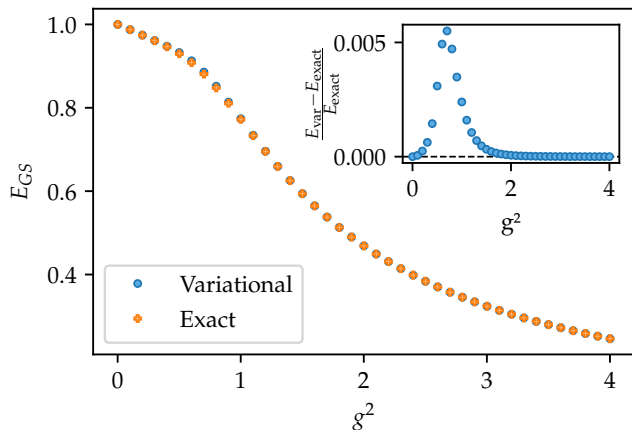 1.0
0.8
0.6
0.4
E_GS
0
1
2
3
4
g²
Variational
Exact
0.005
0.000
E_var − E_exact
E_exact
0
2
4
g²